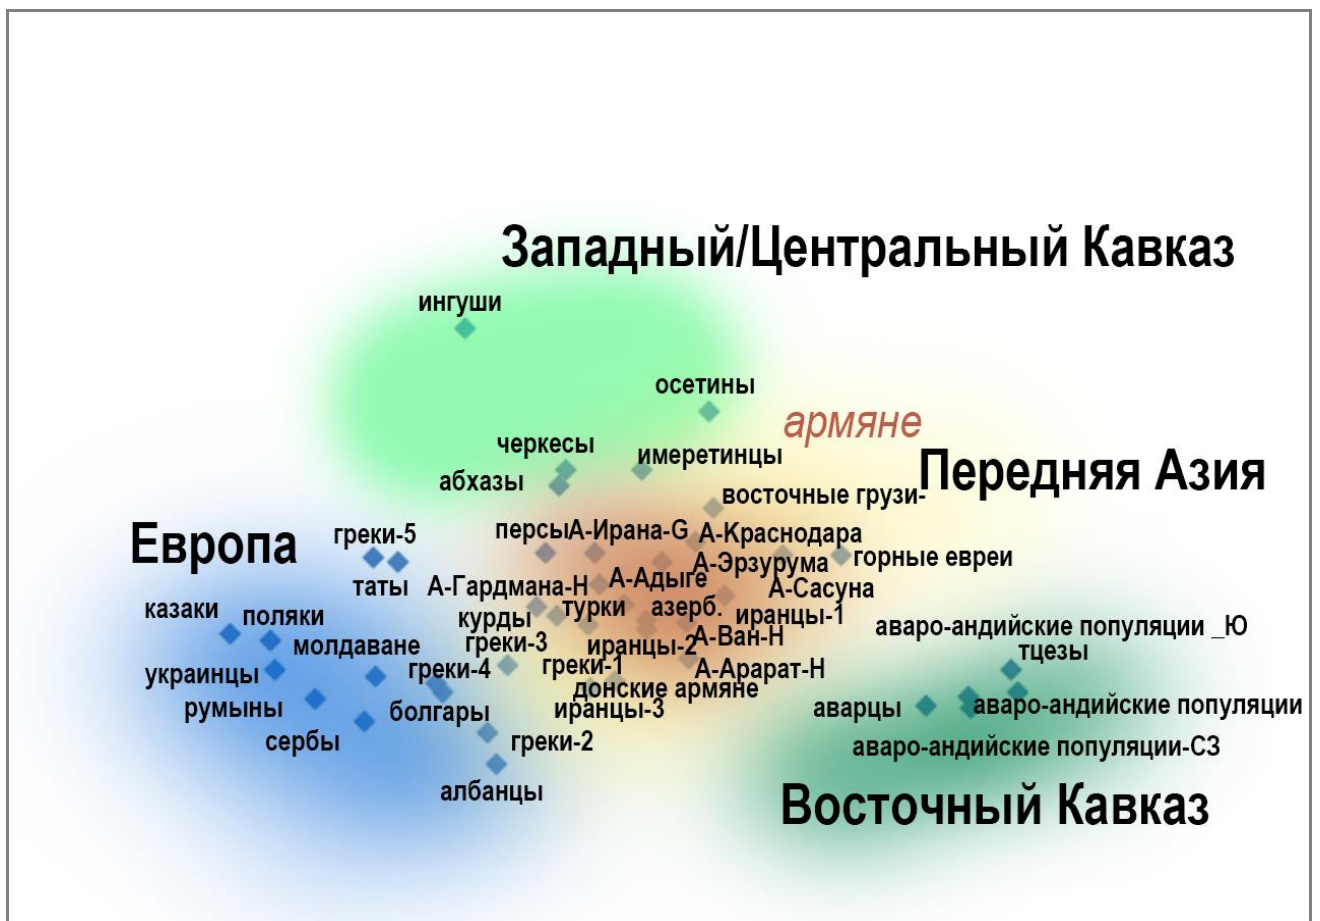 Западный/Центральный Кавказ
ингуши
осетины
армяне
черкесы
имеретинцы
Передняя Азия
абхазы
восточные грузи-
Европа
греки-5
персы
А-Ирана-G
А-Краснодара
таты
А-Гардмана-Н
А-Адыге
А-Эрзурума
горные евреи
А-Сасуна
казаки
поляки
курды
турки
азерб.
иранцы-1
молдаване
греки-3
иранцы-2
А-Ван-Н
аваро-андийские популяции _Ю
тцезы
украинцы
греки-4
греки-1
А-Арарат-Н
румыны
болгары
донские армяне
иранцы-3
аварцы
аваро-андийские популяции
сербы
греки-2
аваро-андийские популяции-СЗ
албанцы
Восточный Кавказ